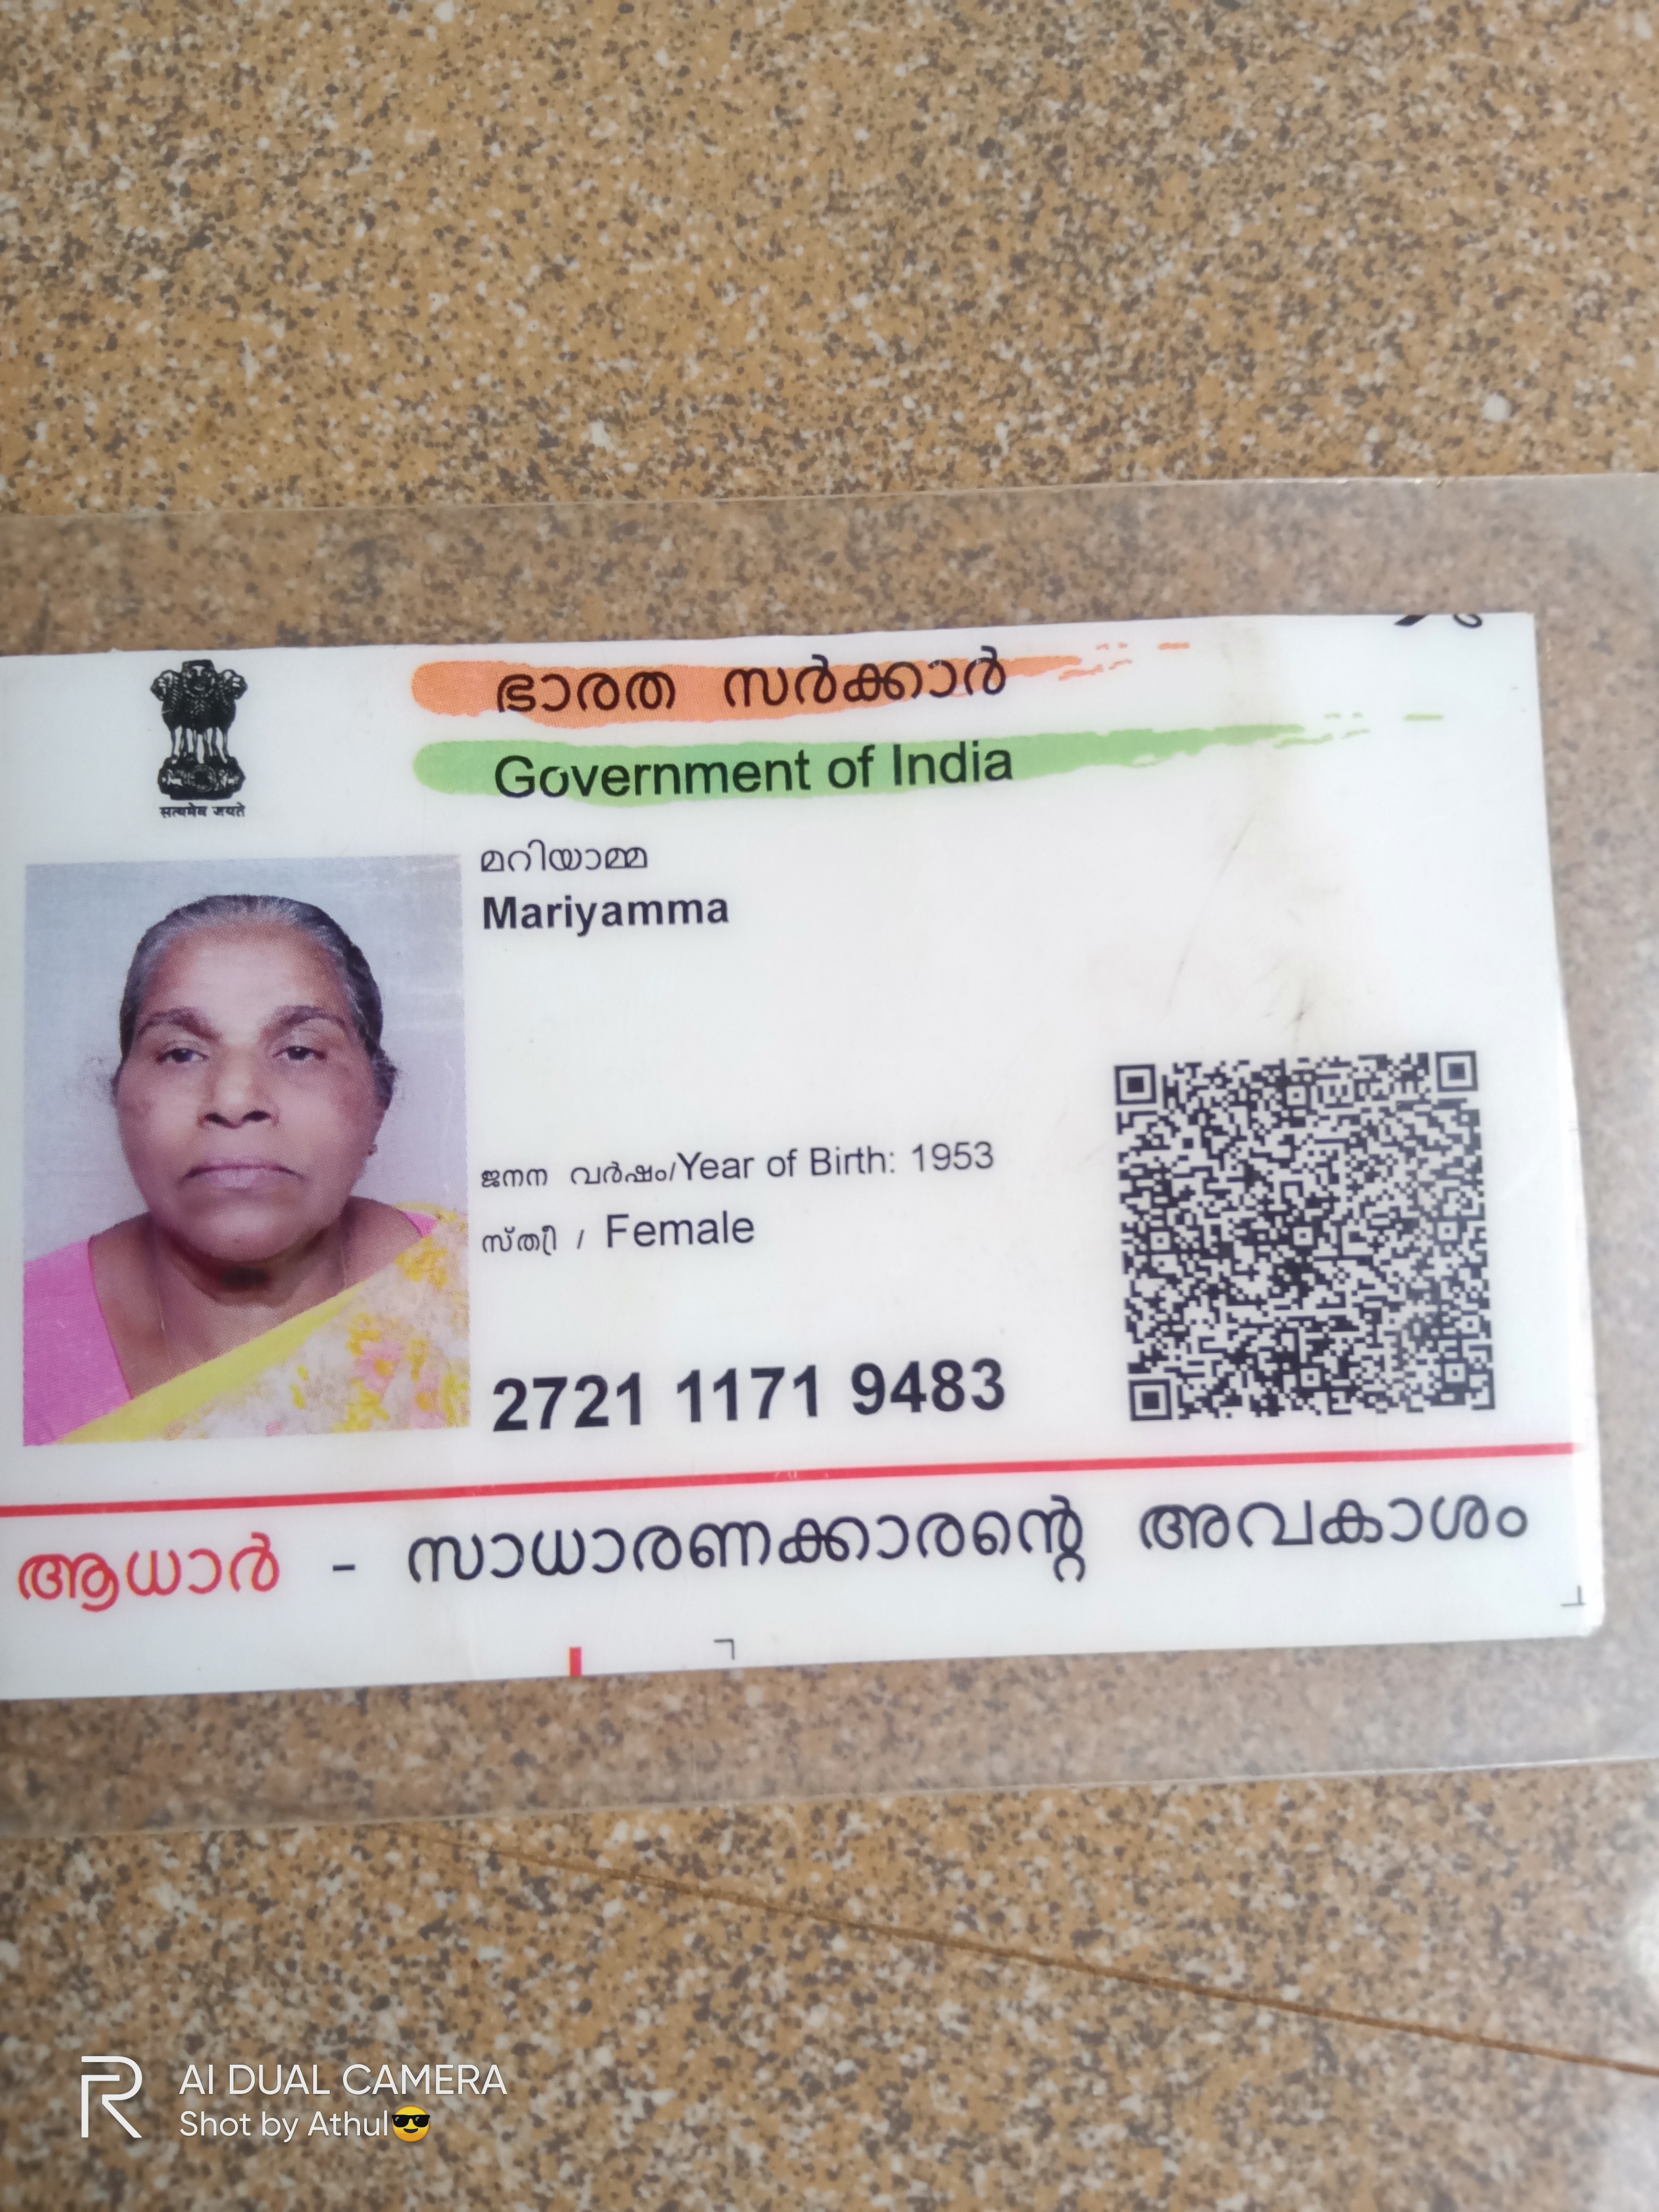 ഭാരത സർക്കാർ
Government of India
सत्यमेव जयते
മറിയാമ്മ
Mariyamma
ജനന വർഷം/Year of Birth: 1953
സ്ത്രീ / Female
2721 1171 9483
ആധാർ - സാധാരണക്കാരന്റെ അവകാശം
AI DUAL CAMERA
Shot by Athul😎